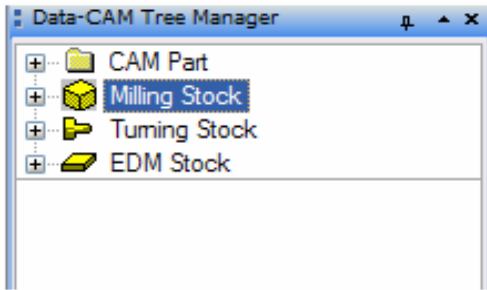 Data-CAM Tree Manager
CAM Part
Milling Stock
Turning Stock
EDM Stock